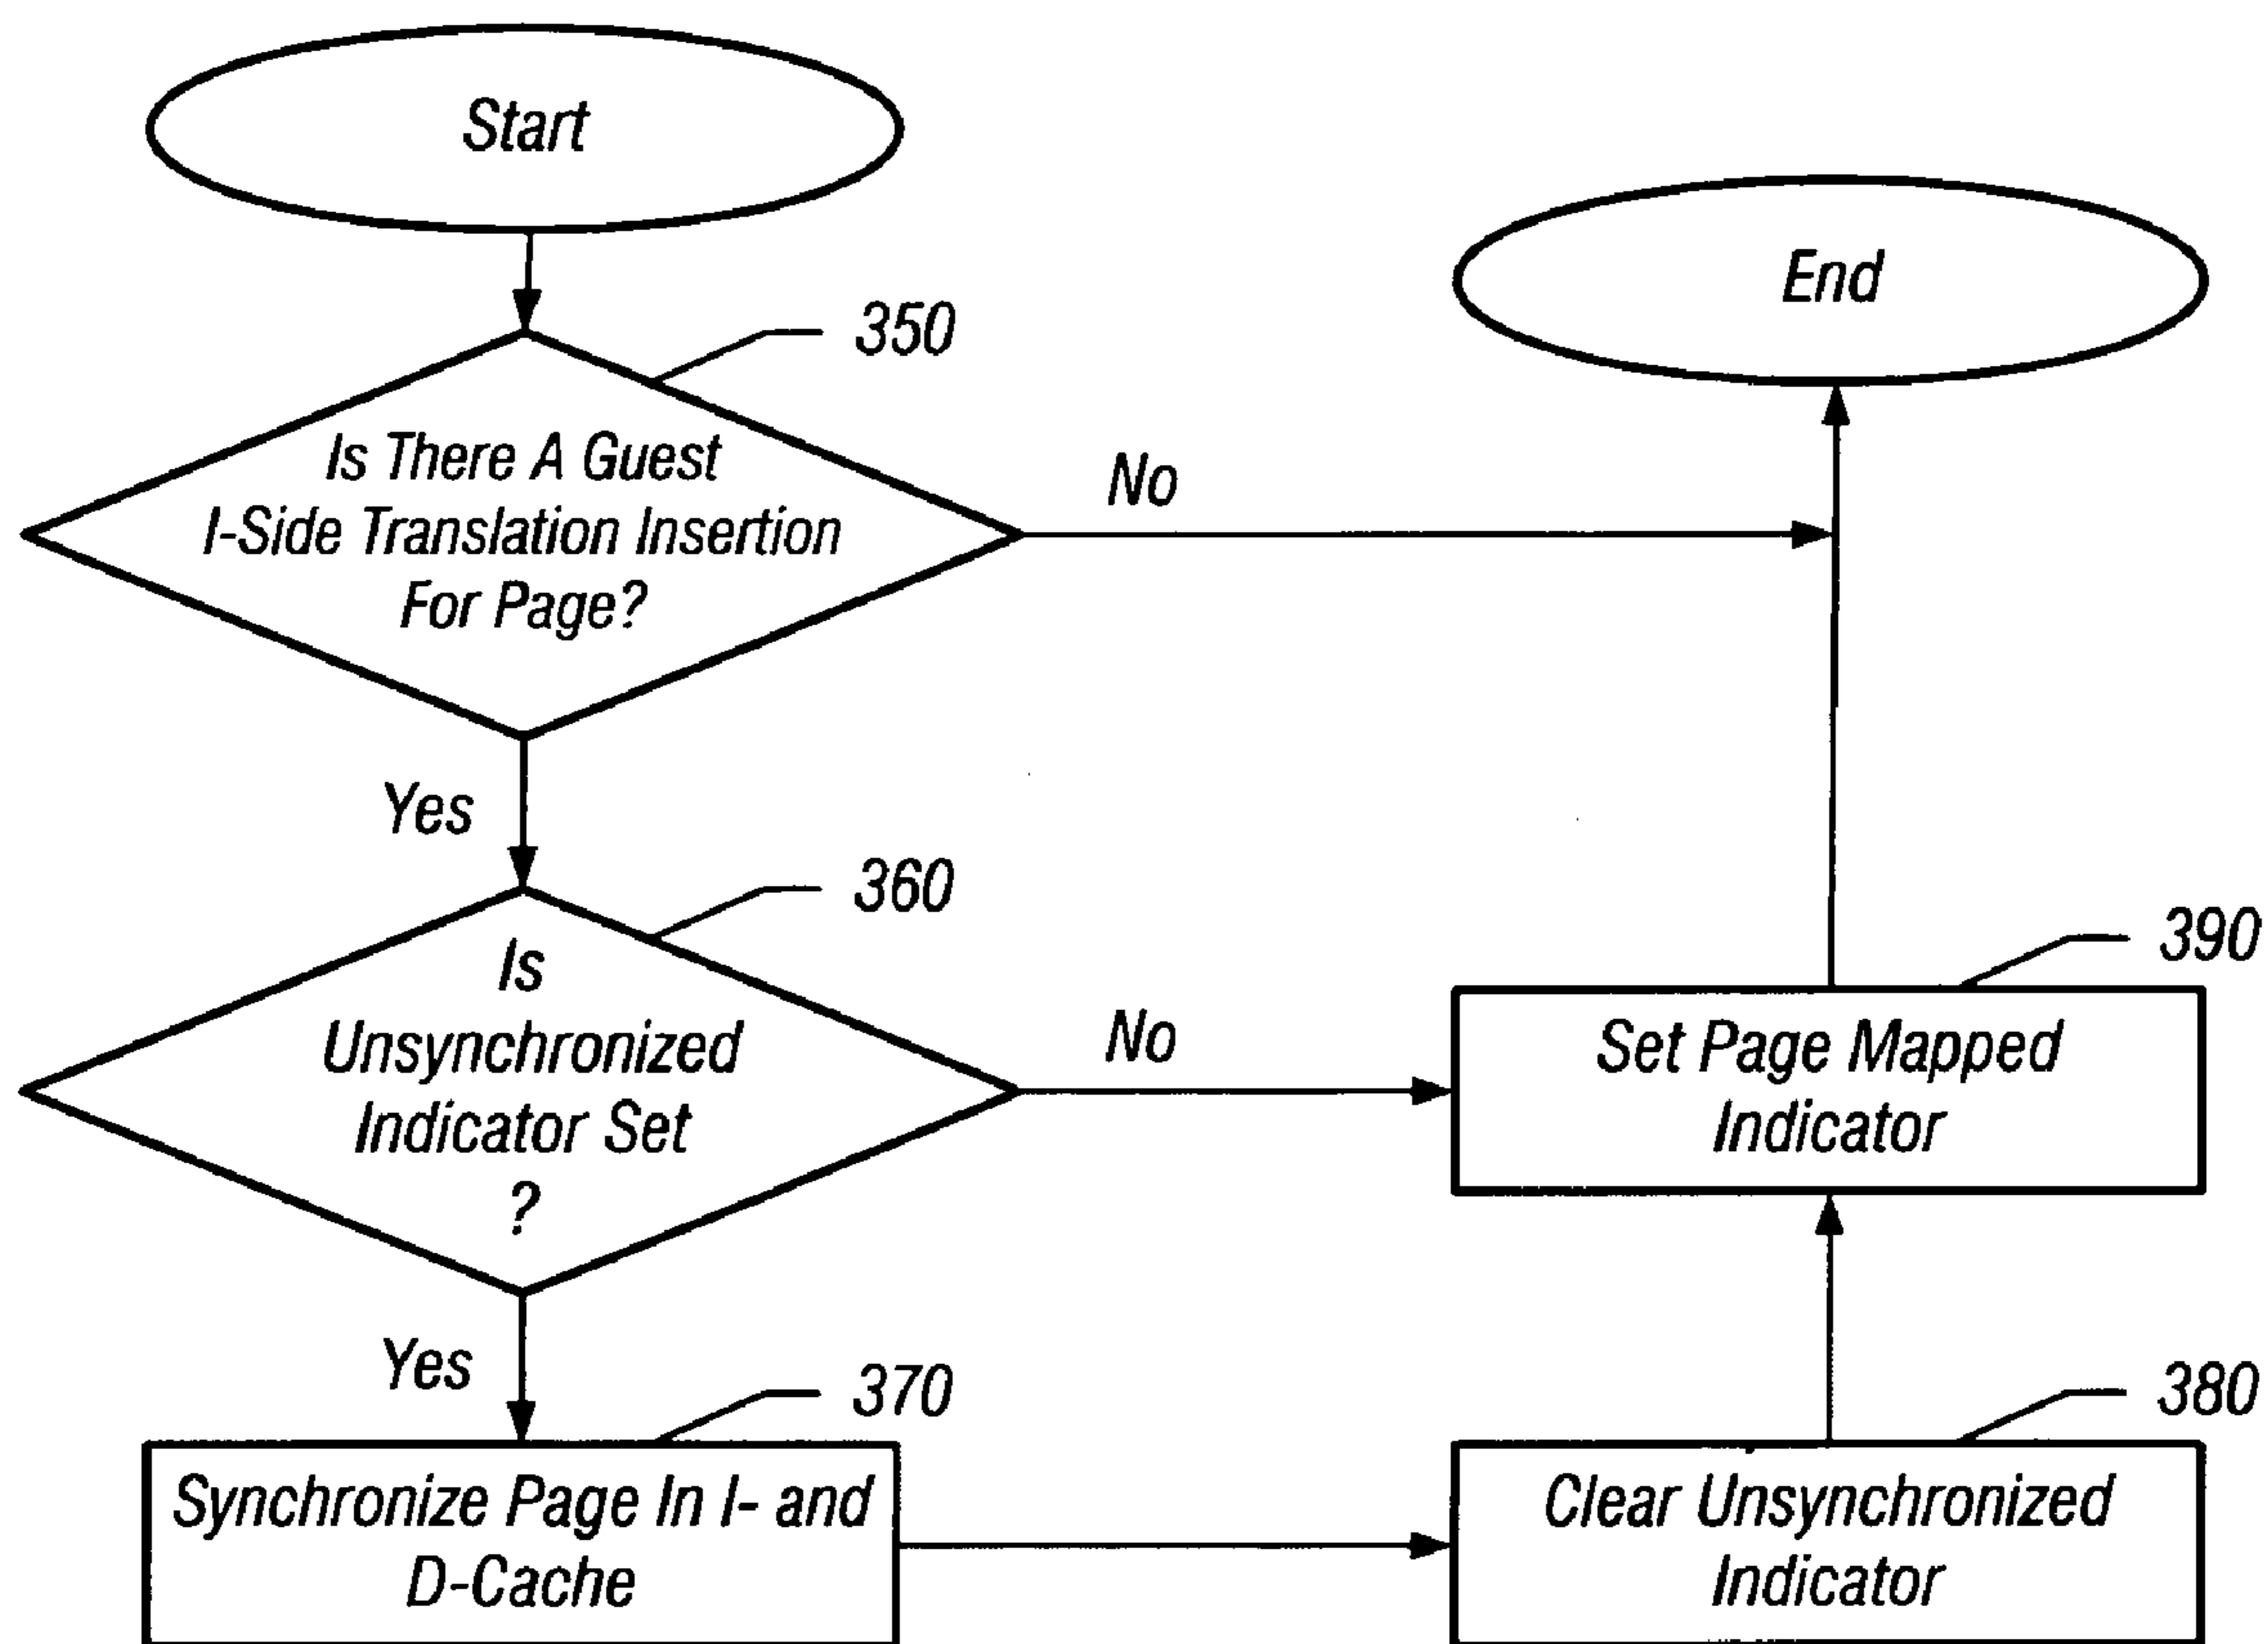 Start
350
End
Is There A Guest
I-Side Translation Insertion
For Page?
No
Yes
360
Is
Unsynchronized
Indicator Set
?
No
390
Set Page Mapped
Indicator
Yes
370
Synchronize Page In I- and
D-Cache
380
Clear Unsynchronized
Indicator